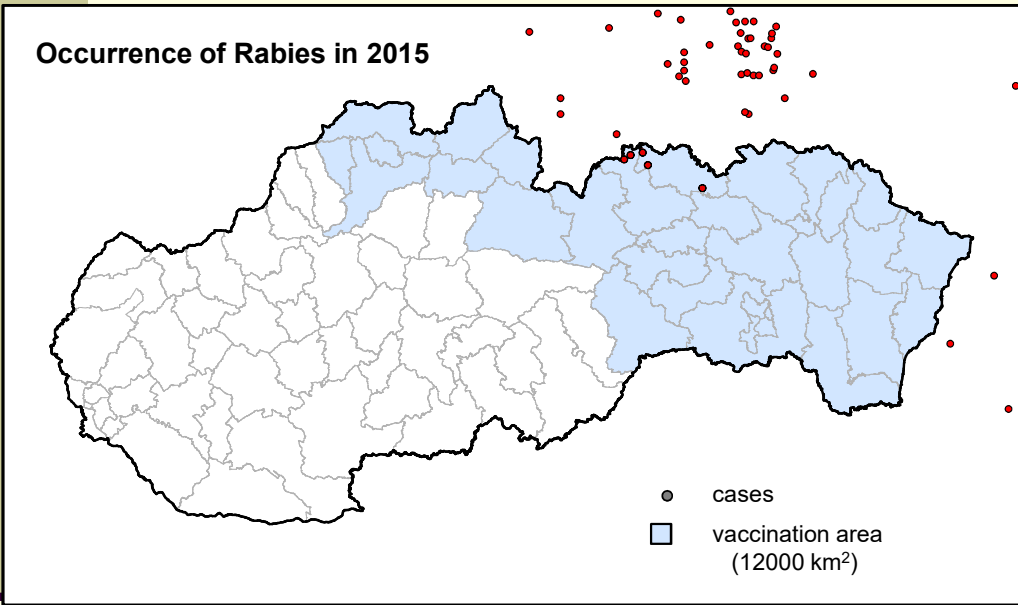 Occurrence of Rabies in 2015
cases
vaccination area
(12000 km²)